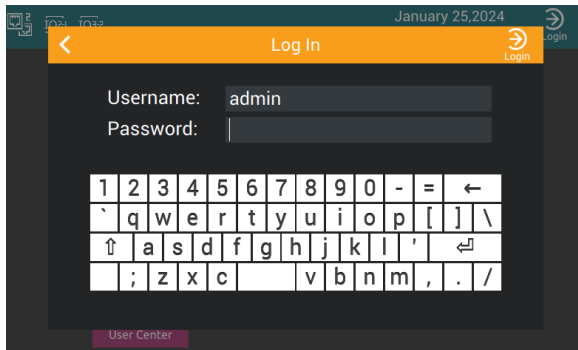 January 25,2024
Login
Log In
Login
Username: admin
Password:
1 2 3 4 5 6 7 8 9 0 - = ←
` q w e r t y u i o p [ ] \
⇧ a s d f g h j k l ' ⏎
; z x c v b n m , . /
User Center